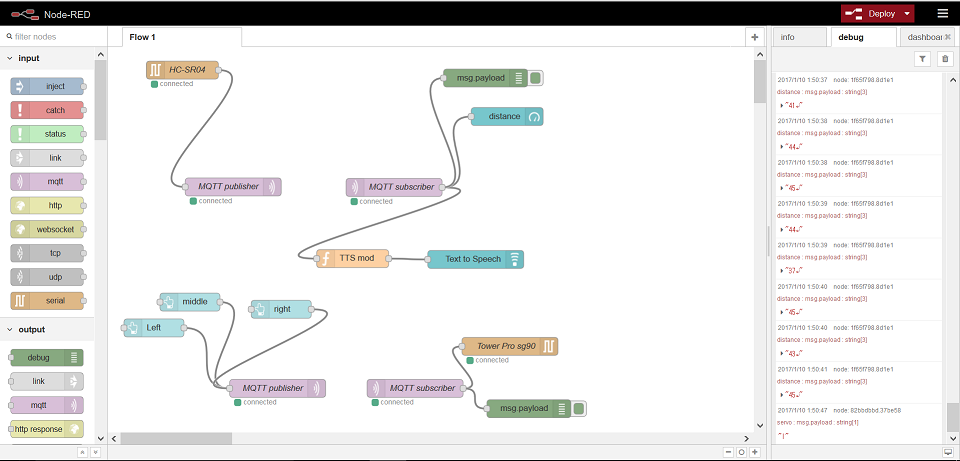 Node-RED
Deploy
filter nodes
Flow 1
info
debug
dashboar
input
inject
catch
status
link
mqtt
http
websocket
tcp
udp
serial
output
debug
link
mqtt
http response
HC-SR04
connected
MQTT publisher
connected
msg.payload
distance
MQTT subscriber
connected
TTS mod
Text to Speech
middle
right
Left
MQTT publisher
connected
Tower Pro sg90
connected
MQTT subscriber
connected
msg.payload
2017/1/10 1:50:37 node: 1f65f798.8d1e1
distance : msg.payload : string[3]
"41↵"
2017/1/10 1:50:38 node: 1f65f798.8d1e1
distance : msg.payload : string[3]
"44↵"
2017/1/10 1:50:38 node: 1f65f798.8d1e1
distance : msg.payload : string[3]
"45↵"
2017/1/10 1:50:39 node: 1f65f798.8d1e1
distance : msg.payload : string[3]
"44↵"
2017/1/10 1:50:39 node: 1f65f798.8d1e1
distance : msg.payload : string[3]
"37↵"
2017/1/10 1:50:40 node: 1f65f798.8d1e1
distance : msg.payload : string[3]
"45↵"
2017/1/10 1:50:40 node: 1f65f798.8d1e1
distance : msg.payload : string[3]
"43↵"
2017/1/10 1:50:41 node: 1f65f798.8d1e1
distance : msg.payload : string[3]
"45↵"
2017/1/10 1:50:47 node: 82bbdbbd.37be58
servo : msg.payload : string[1]